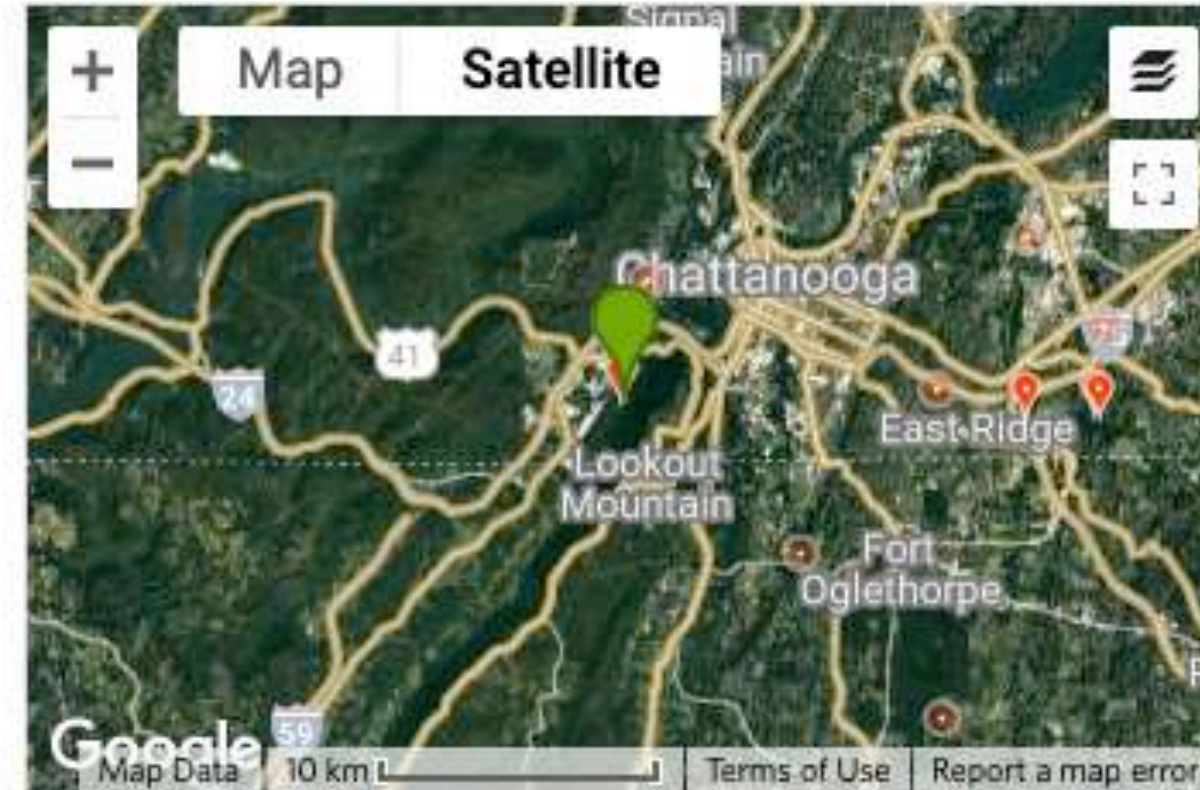 Signal
Map
Satellite
Chattanooga
41
24
East Ridge
Lookout
Mountain
Fort
Oglethorpe
59
Google
Map Data
10 km
Terms of Use
Report a map error